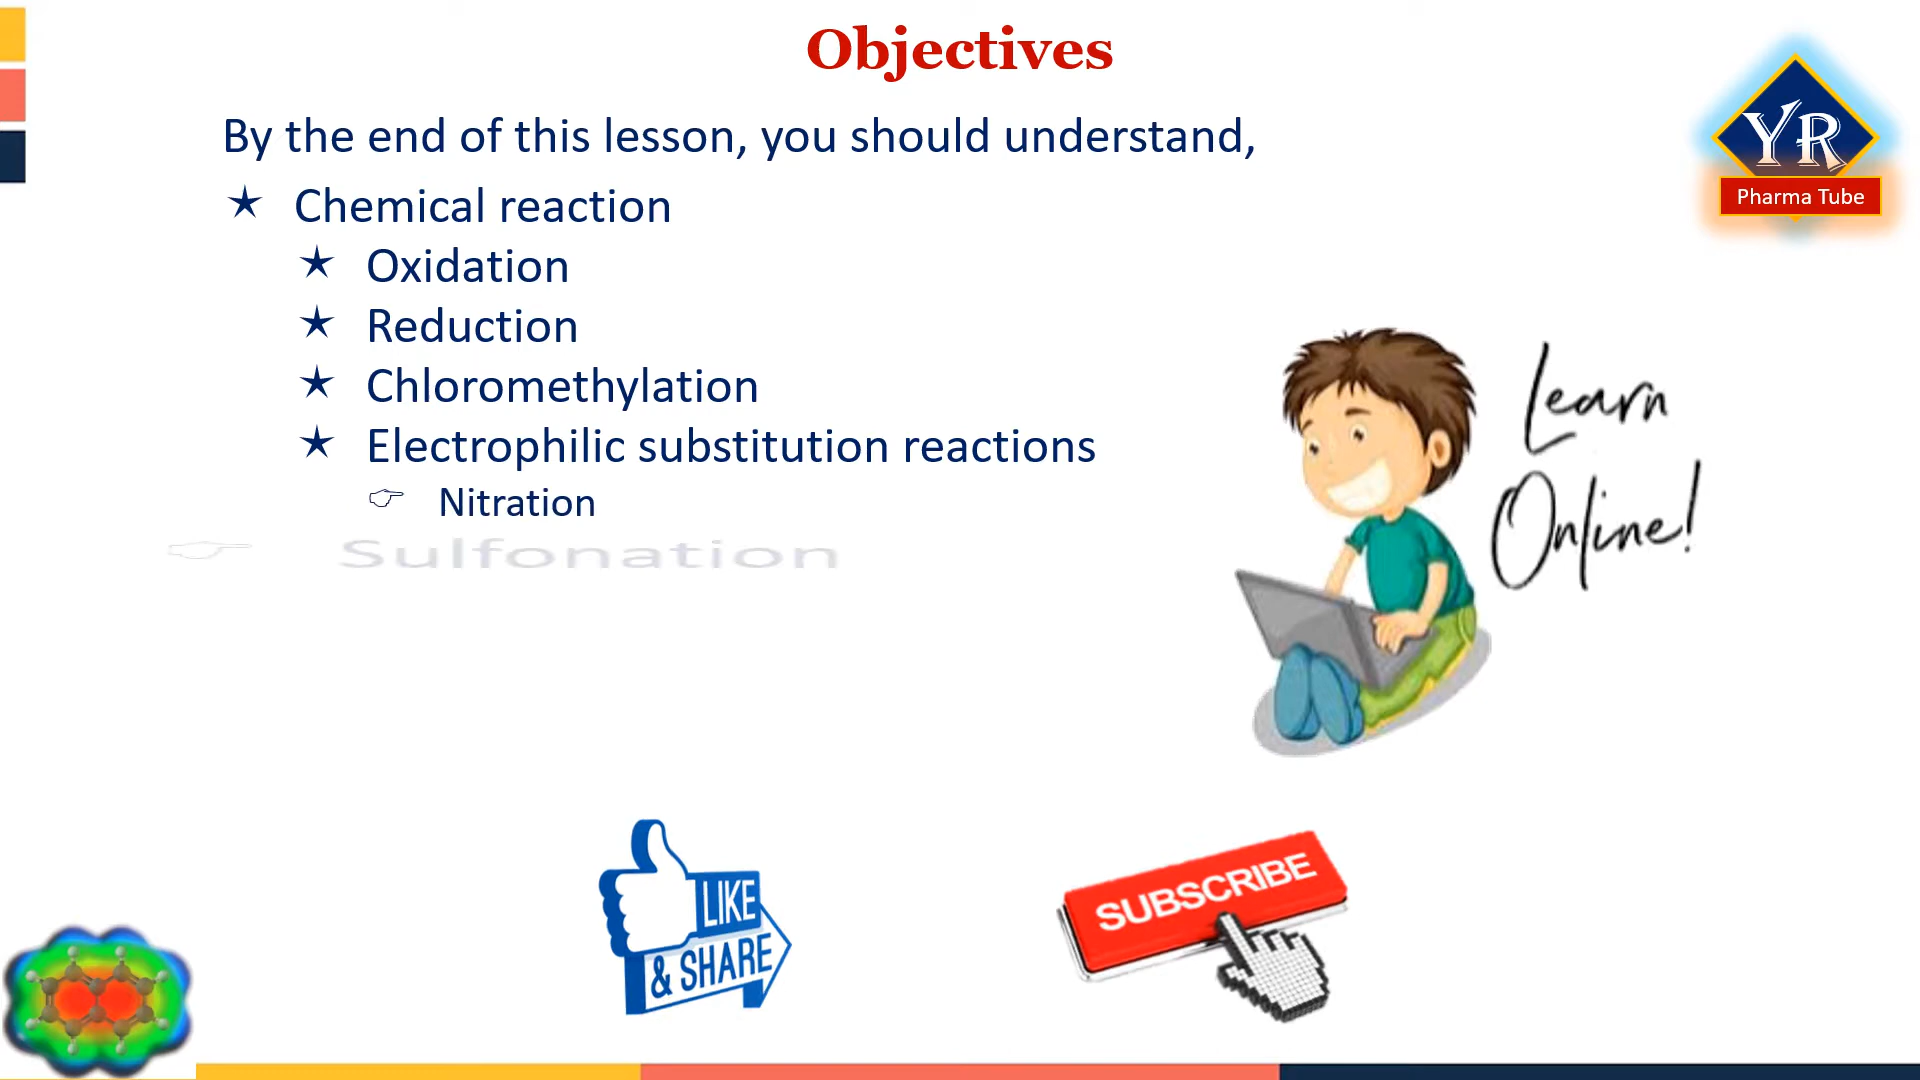 Objectives
By the end of this lesson, you should understand,
Chemical reaction
Oxidation
Reduction
Chloromethylation
Electrophilic substitution reactions
Nitration
Sulfonation
YR
Pharma Tube
Learn
Online!
LIKE
& SHARE
SUBSCRIBE